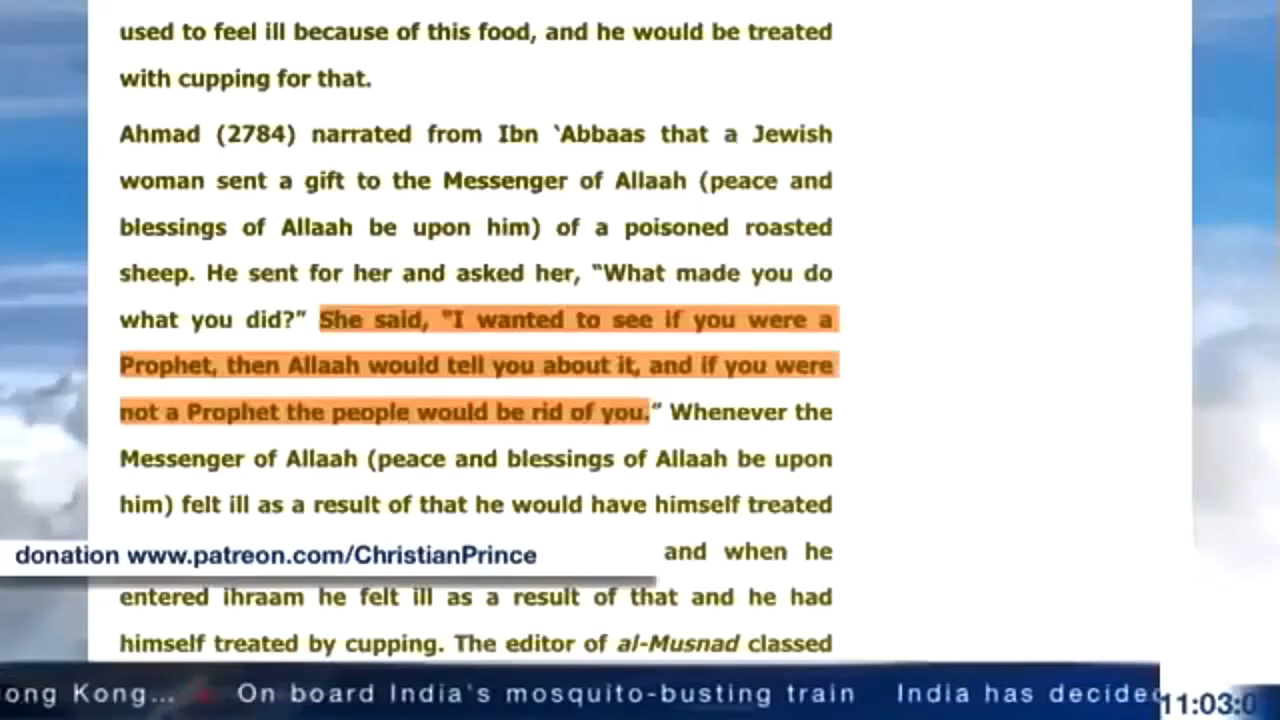 used to feel ill because of this food, and he would be treated
with cupping for that.
Ahmad (2784) narrated from Ibn ‘Abbaas that a Jewish
woman sent a gift to the Messenger of Allaah (peace and
blessings of Allaah be upon him) of a poisoned roasted
sheep. He sent for her and asked her, “What made you do
what you did?” She said, "I wanted to see if you were a
Prophet, then Allaah would tell you about it, and if you were
not a Prophet the people would be rid of you.” Whenever the
Messenger of Allaah (peace and blessings of Allaah be upon
him) felt ill as a result of that he would have himself treated
donation www.patreon.com/ChristianPrince and when he
entered ihraam he felt ill as a result of that and he had
himself treated by cupping. The editor of al-Musnad classed
Kong... On board India's mosquito-busting train India has
11:03:0